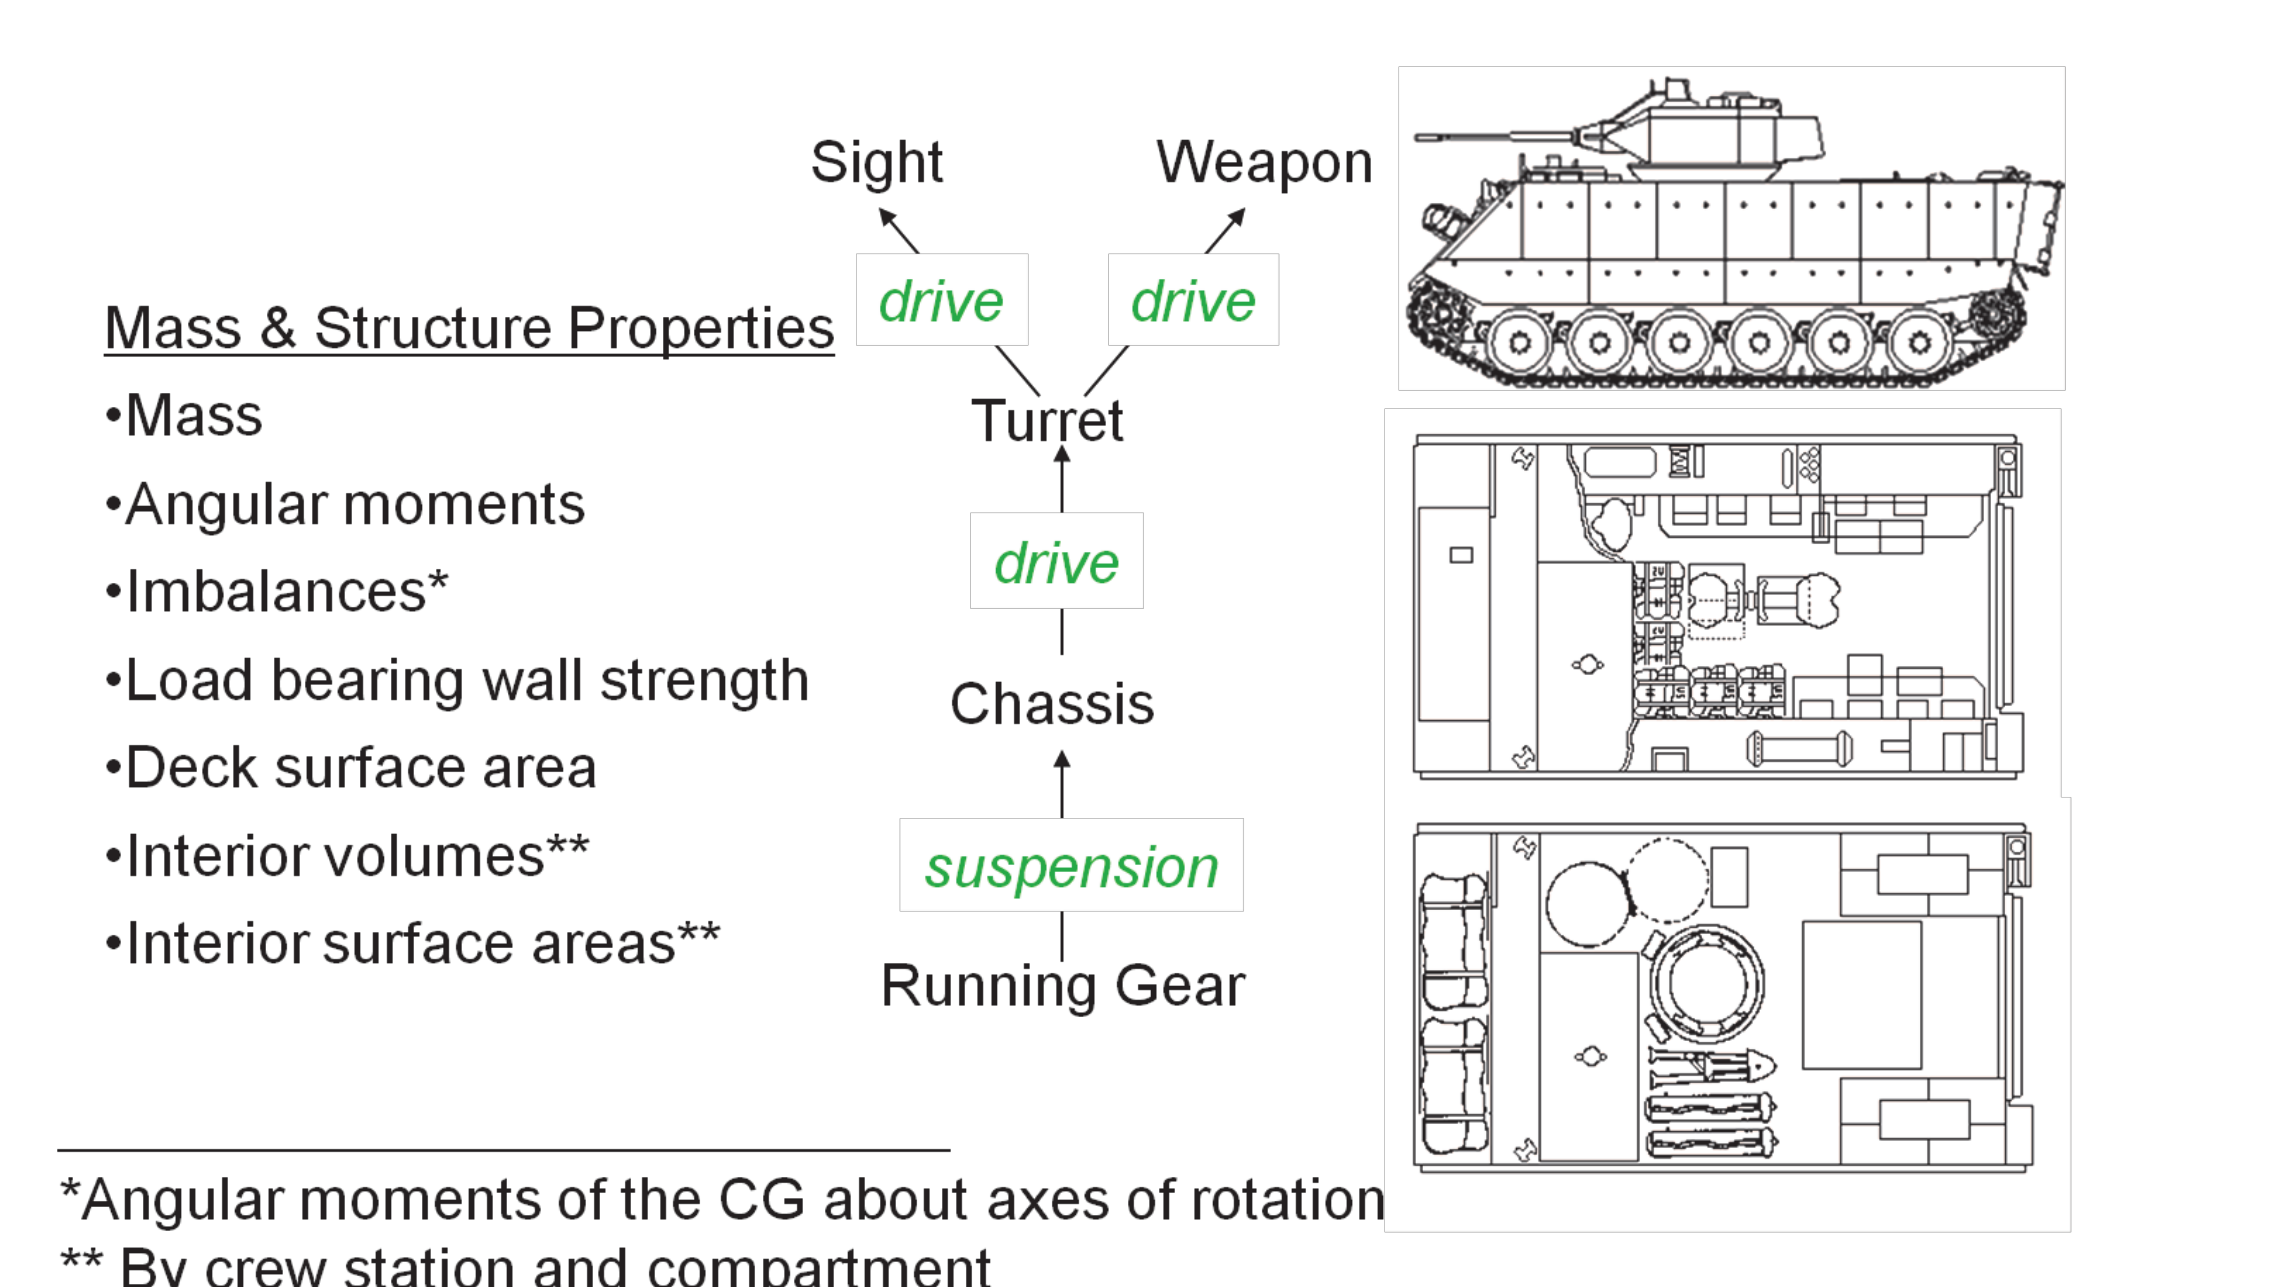 Sight
Weapon
drive
drive
Mass & Structure Properties
•Mass
•Angular moments
•Imbalances*
•Load bearing wall strength
•Deck surface area
•Interior volumes**
•Interior surface areas**
Turret
drive
Chassis
suspension
Running Gear
*Angular moments of the CG about axes of rotation
** By crew station and compartment